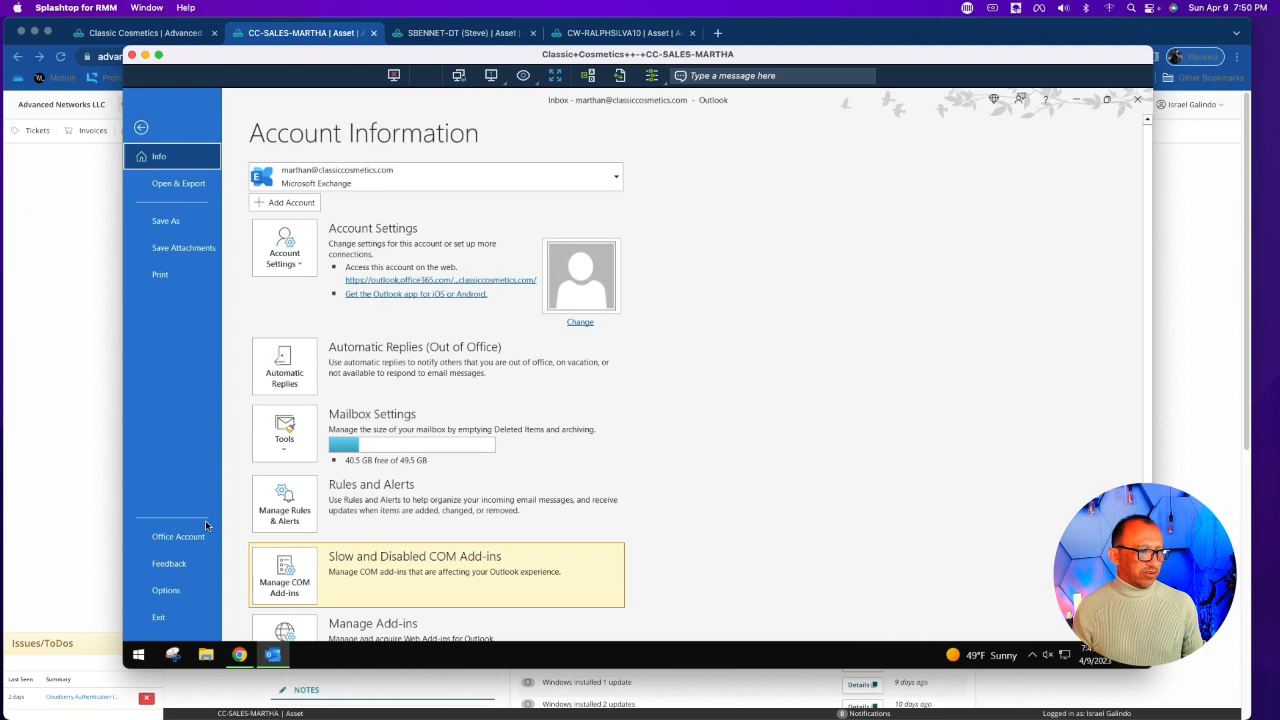 Splashtop for RMM Window Help
Sun Apr 9 7:50 PM
Classic Cosmetics | Advanced
CC-SALES-MARTHA | Asset |
SBENNET-DT (Steve) | Asset |
CW-RALPHSILVA10 | Asset | A
Classic+Cosmetics++-+CC-SALES-MARTHA
advan
Paused
Motion
Profi
Other Bookmarks
Type a message here
Advanced Networks LLC
Inbox - marthan@classiccosmetics.com - Outlook
Israel Galindo
Tickets
Invoices
Account Information
Info
marthan@classiccosmetics.com
Microsoft Exchange
Open & Export
Add Account
Save As
Save Attachments
Print
Account Settings
Account Settings
Change settings for this account or set up more
connections.
Access this account on the web.
https://outlook.office365.com/...classiccosmetics.com/
Get the Outlook app for iOS or Android.
Change
Automatic Replies
Automatic Replies (Out of Office)
Use automatic replies to notify others that you are out of office, on vacation, or
not available to respond to email messages.
Tools
Mailbox Settings
Manage the size of your mailbox by emptying Deleted Items and archiving.
40.5 GB free of 49.5 GB
Manage Rules & Alerts
Rules and Alerts
Use Rules and Alerts to help organize your incoming email messages, and receive
updates when items are added, changed, or removed.
Office Account
Feedback
Options
Exit
Manage COM Add-ins
Slow and Disabled COM Add-ins
Manage COM add-ins that are affecting your Outlook experience.
Manage Add-ins
Manage and acquire Web Add-ins for Outlook.
Issues/ToDos
Last Seen Summary
2 days Cloudberry Authentication I...
49°F Sunny
4/9/2023
NOTES
Windows installed 1 update
Details
9 days ago
Windows installed 2 updates
Details
10 days ago
CC-SALES-MARTHA | Asset
0 Notifications
Logged in as: Israel Galindo